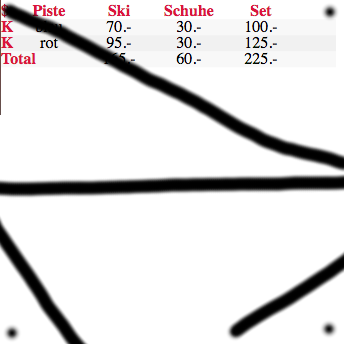 $ Piste Ski Schuhe Set
K 70.- 30.- 100.-
K rot 95.- 30.- 125.-
Total 60.- 225.-